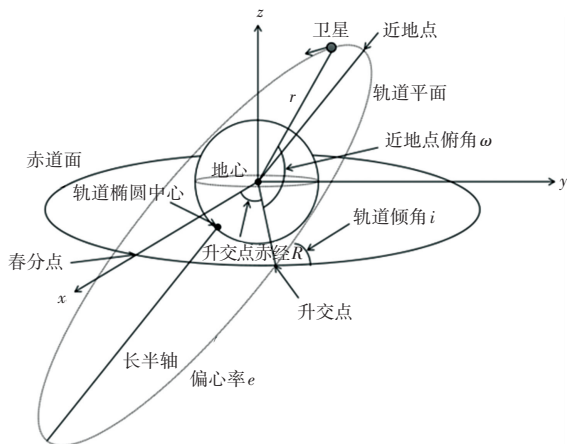 z
卫星
近地点
r
轨道平面
近地点俯角ω
赤道面
地心
y
轨道椭圆中心
轨道倾角i
春分点
升交点赤经R
x
升交点
长半轴
偏心率e